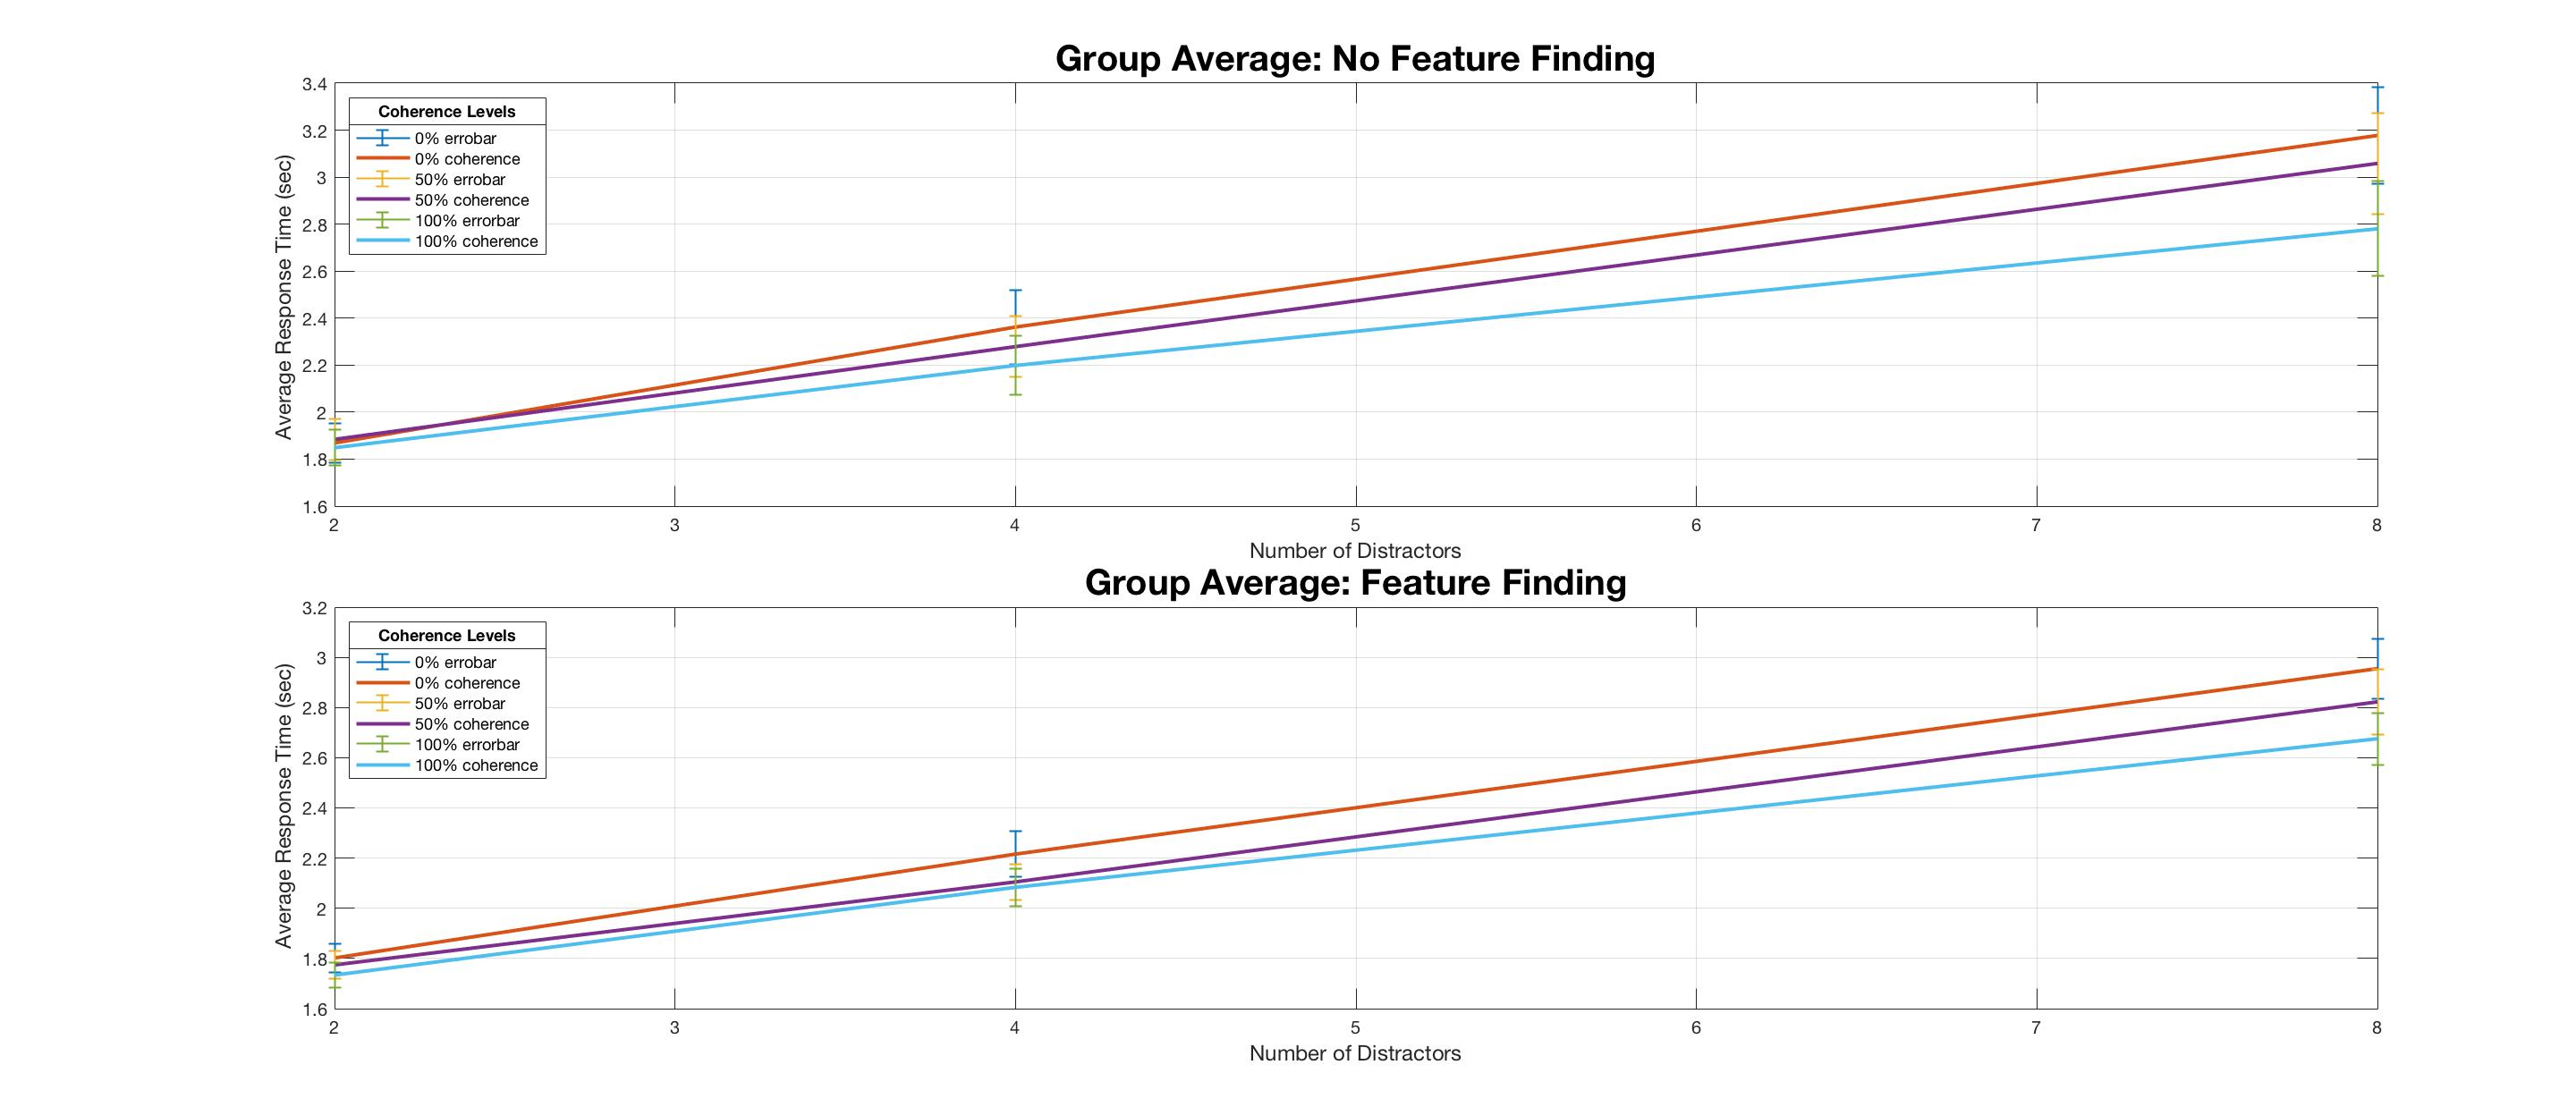 Group Average: No Feature Finding
3.4
3.2
3
2.8
2.6
2.4
2.2
2
1.8
1.6
Average Response Time (sec)
Coherence Levels
0% errobar
0% coherence
50% errobar
50% coherence
100% errorbar
100% coherence
2 3 4 5 6 7 8
Number of Distractors
Group Average: Feature Finding
3.2
3
2.8
2.6
2.4
2.2
2
1.8
1.6
Average Response Time (sec)
Coherence Levels
0% errobar
0% coherence
50% errobar
50% coherence
100% errorbar
100% coherence
2 3 4 5 6 7 8
Number of Distractors